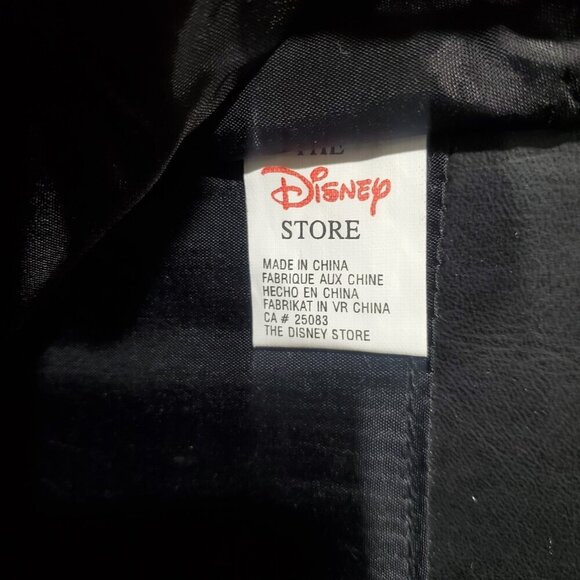 THE
Disney
STORE
MADE IN CHINA
FABRIQUE AUX CHINE
HECHO EN CHINA
FABRIKAT IN VR CHINA
CA # 25083
THE DISNEY STORE